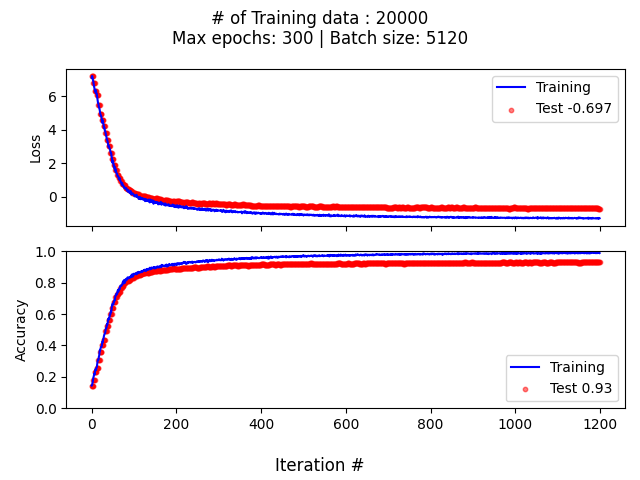 # of Training data : 20000
Max epochs: 300 | Batch size: 5120
6
4
2
0
Loss
Training
Test -0.697
1.0
0.8
0.6
0.4
0.2
0.0
Accuracy
Training
Test 0.93
0 200 400 600 800 1000 1200
Iteration #